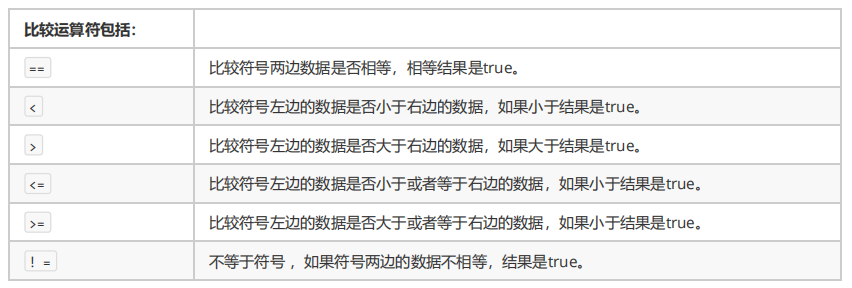 比较运算符包括：
== 比较符号两边数据是否相等，相等结果是true。
< 比较符号左边的数据是否小于右边的数据，如果小于结果是true。
> 比较符号左边的数据是否大于右边的数据，如果大于结果是true。
<= 比较符号左边的数据是否小于或者等于右边的数据，如果小于结果是true。
>= 比较符号左边的数据是否大于或者等于右边的数据，如果小于结果是true。
！= 不等于符号 ，如果符号两边的数据不相等，结果是true。